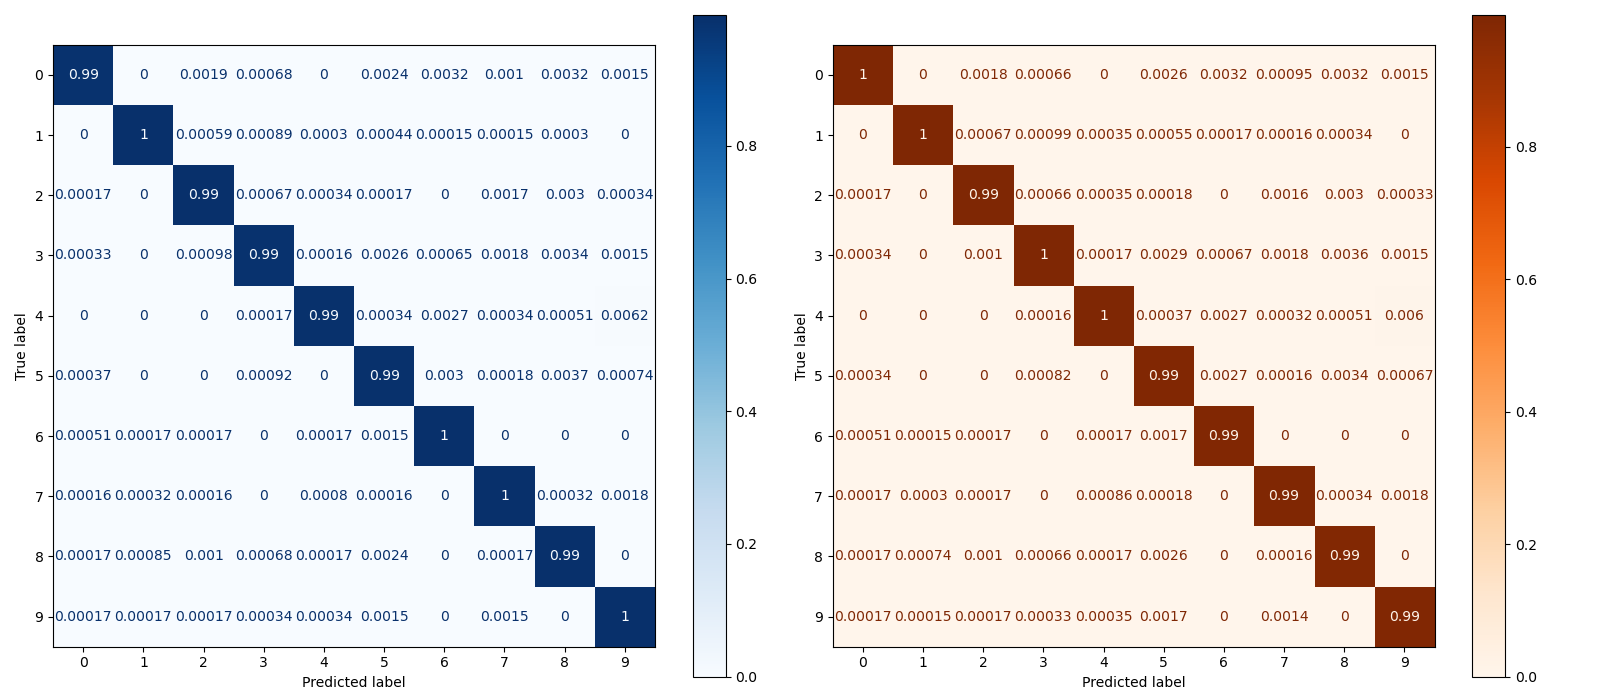 0 0.99 0 0.0019 0.00068 0 0.0024 0.0032 0.001 0.0032 0.0015
1 0 1 0.00059 0.00089 0.0003 0.00044 0.00015 0.00015 0.0003 0
2 0.00017 0 0.99 0.00067 0.00034 0.00017 0 0.0017 0.003 0.00034
3 0.00033 0 0.00098 0.99 0.00016 0.0026 0.00065 0.0018 0.0034 0.0015
4 0 0 0 0.00017 0.99 0.00034 0.0027 0.00034 0.00051 0.0062
5 0.00037 0 0 0.00092 0 0.99 0.003 0.00018 0.0037 0.00074
6 0.00051 0.00017 0.00017 0 0.00017 0.0015 1 0 0 0
7 0.00016 0.00032 0.00016 0 0.0008 0.00016 0 1 0.00032 0.0018
8 0.00017 0.00085 0.001 0.00068 0.00017 0.0024 0 0.00017 0.99 0
9 0.00017 0.00017 0.00017 0.00034 0.00034 0.0015 0 0.0015 0 1
0 1 2 3 4 5 6 7 8 9
True label
Predicted label
0.8
0.6
0.4
0.2
0.0
0 1 0 0.0018 0.00066 0 0.0026 0.0032 0.00095 0.0032 0.0015
1 0 1 0.00067 0.00099 0.00035 0.00055 0.00017 0.00016 0.00034 0
2 0.00017 0 0.99 0.00066 0.00035 0.00018 0 0.0016 0.003 0.00033
3 0.00034 0 0.001 1 0.00017 0.0029 0.00067 0.0018 0.0036 0.0015
4 0 0 0 0.00016 1 0.00037 0.0027 0.00032 0.00051 0.006
5 0.00034 0 0 0.00082 0 0.99 0.0027 0.00016 0.0034 0.00067
6 0.00051 0.00015 0.00017 0 0.00017 0.0017 0.99 0 0 0
7 0.00017 0.0003 0.00017 0 0.00086 0.00018 0 0.99 0.00034 0.0018
8 0.00017 0.00074 0.001 0.00066 0.00017 0.0026 0 0.00016 0.99 0
9 0.00017 0.00015 0.00017 0.00033 0.00035 0.0017 0 0.0014 0 0.99
0 1 2 3 4 5 6 7 8 9
True label
Predicted label
0.8
0.6
0.4
0.2
0.0